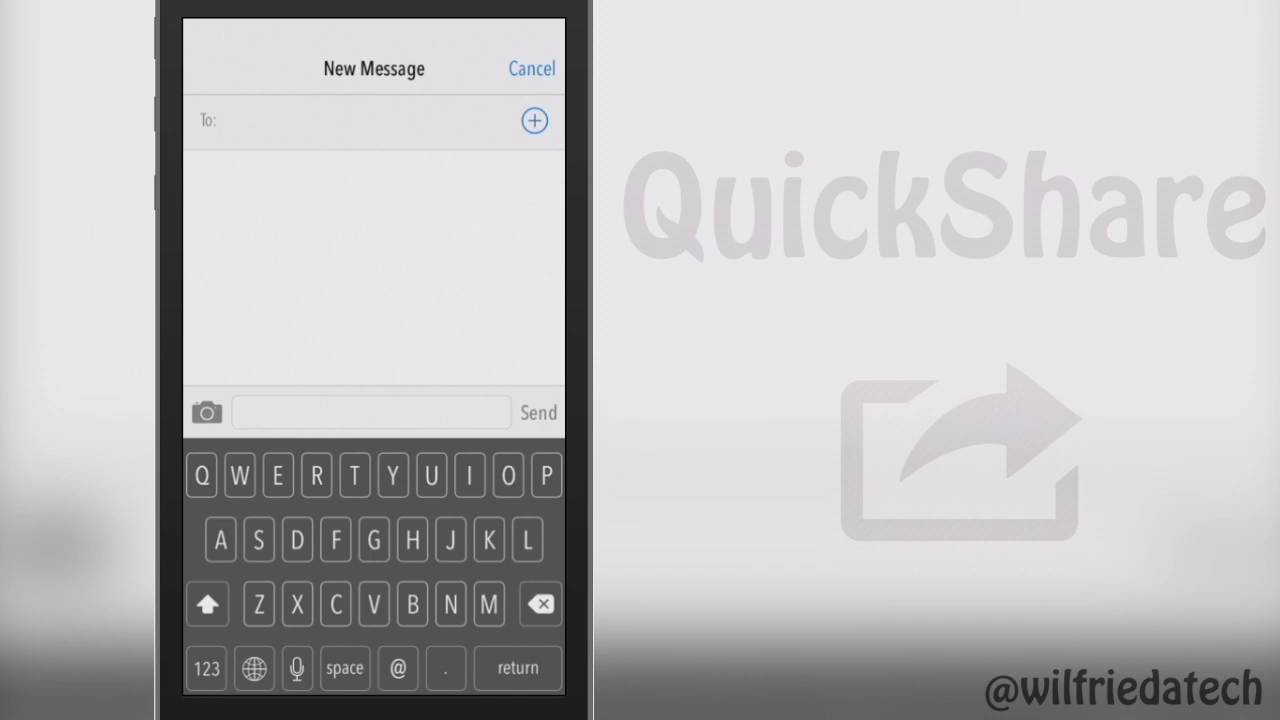 New Message Cancel
To:
Send
Q W E R T Y U I O P
A S D F G H J K L
Z X C V B N M
123 space @ . return
QuickShare
@wilfriedatech